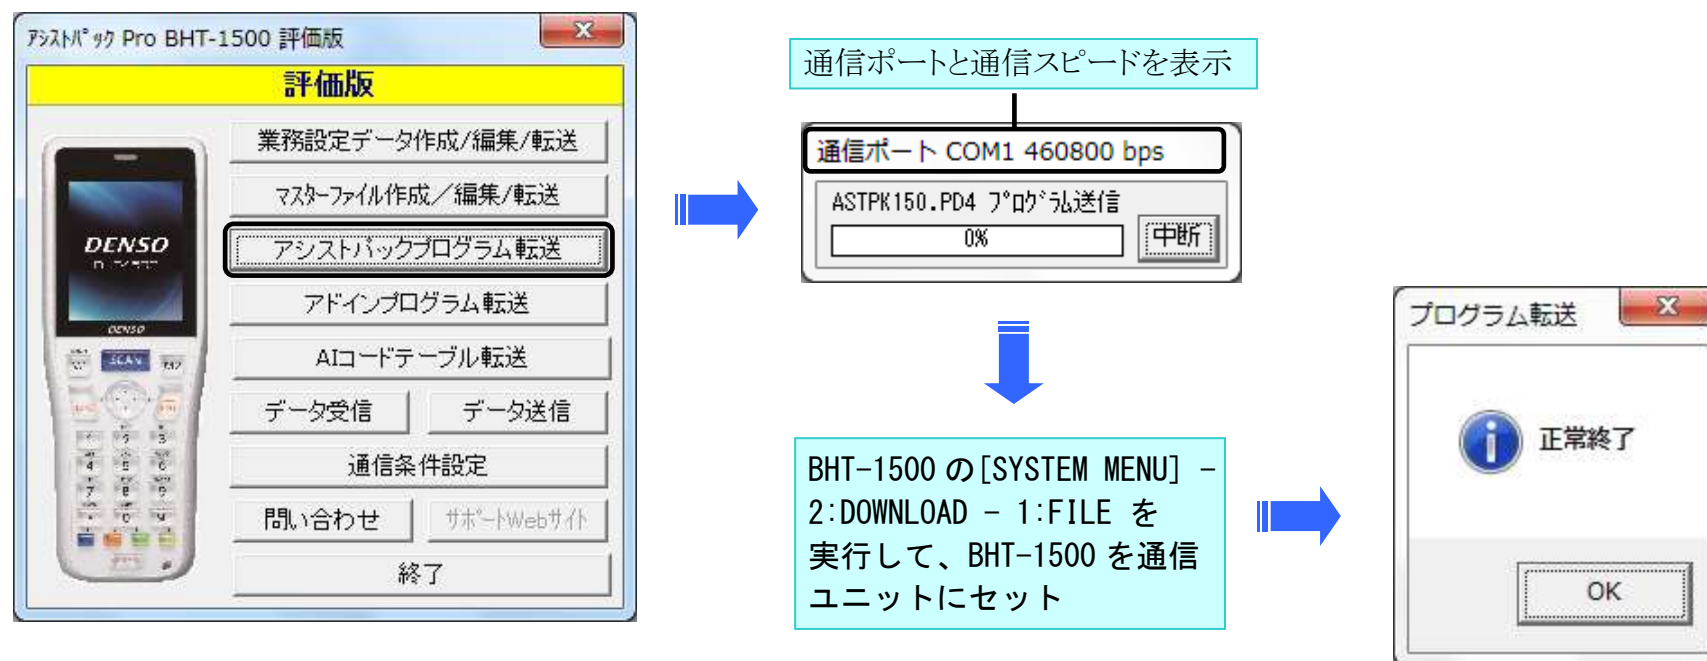 ｱｼｽﾄﾊﾟｯｸ Pro BHT-1500 評価版
評価版
業務設定データ作成/編集/転送
ﾏｽﾀｰﾌｧｲﾙ作成／編集/転送
アシストパックプログラム転送
アドインプログラム転送
AIコードテーブル転送
データ受信
データ送信
通信条件設定
問い合わせ
ｻﾎﾟｰﾄWebｻｲﾄ
終了
DENSO
DENSO
SCAN
通信ポートと通信スピードを表示
通信ポート COM1 460800 bps
ASTPK150.PD4 ﾌﾟﾛｸﾞﾗﾑ送信
0%
中断
BHT-1500 の[SYSTEM MENU] -
2:DOWNLOAD - 1:FILE を
実行して、BHT-1500 を通信
ユニットにセット
プログラム転送
正常終了
OK